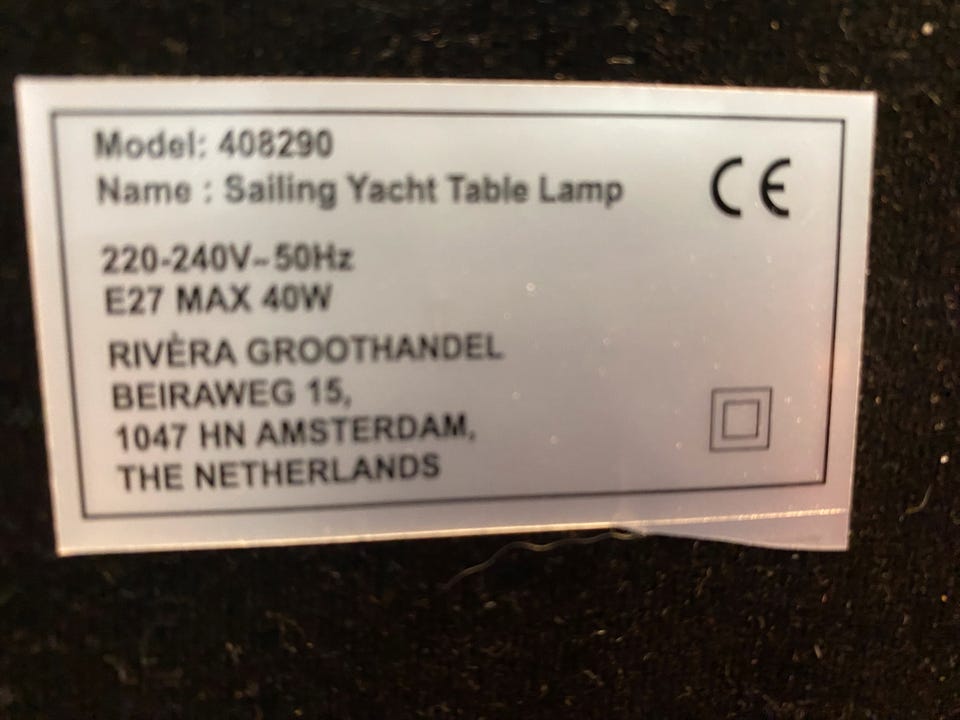 Model: 408290
Name : Sailing Yacht Table Lamp
CE
220-240V~50Hz
E27 MAX 40W
RIVÈRA GROOTHANDEL
BEIRAWEG 15,
1047 HN AMSTERDAM,
THE NETHERLANDS